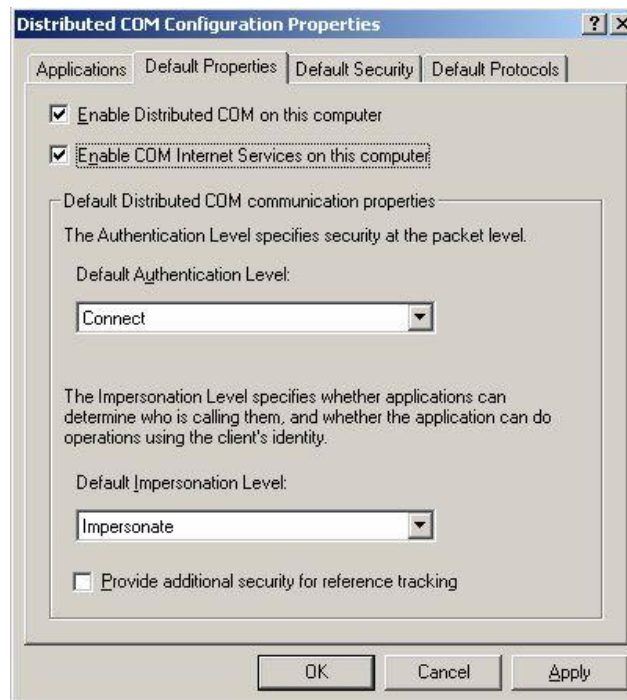 Distributed COM Configuration Properties
Applications Default Properties Default Security Default Protocols
Enable Distributed COM on this computer
Enable COM Internet Services on this computer
Default Distributed COM communication properties
The Authentication Level specifies security at the packet level.
Default Authentication Level:
Connect
The Impersonation Level specifies whether applications can
determine who is calling them, and whether the application can do
operations using the client's identity.
Default Impersonation Level:
Impersonate
Provide additional security for reference tracking
OK Cancel Apply